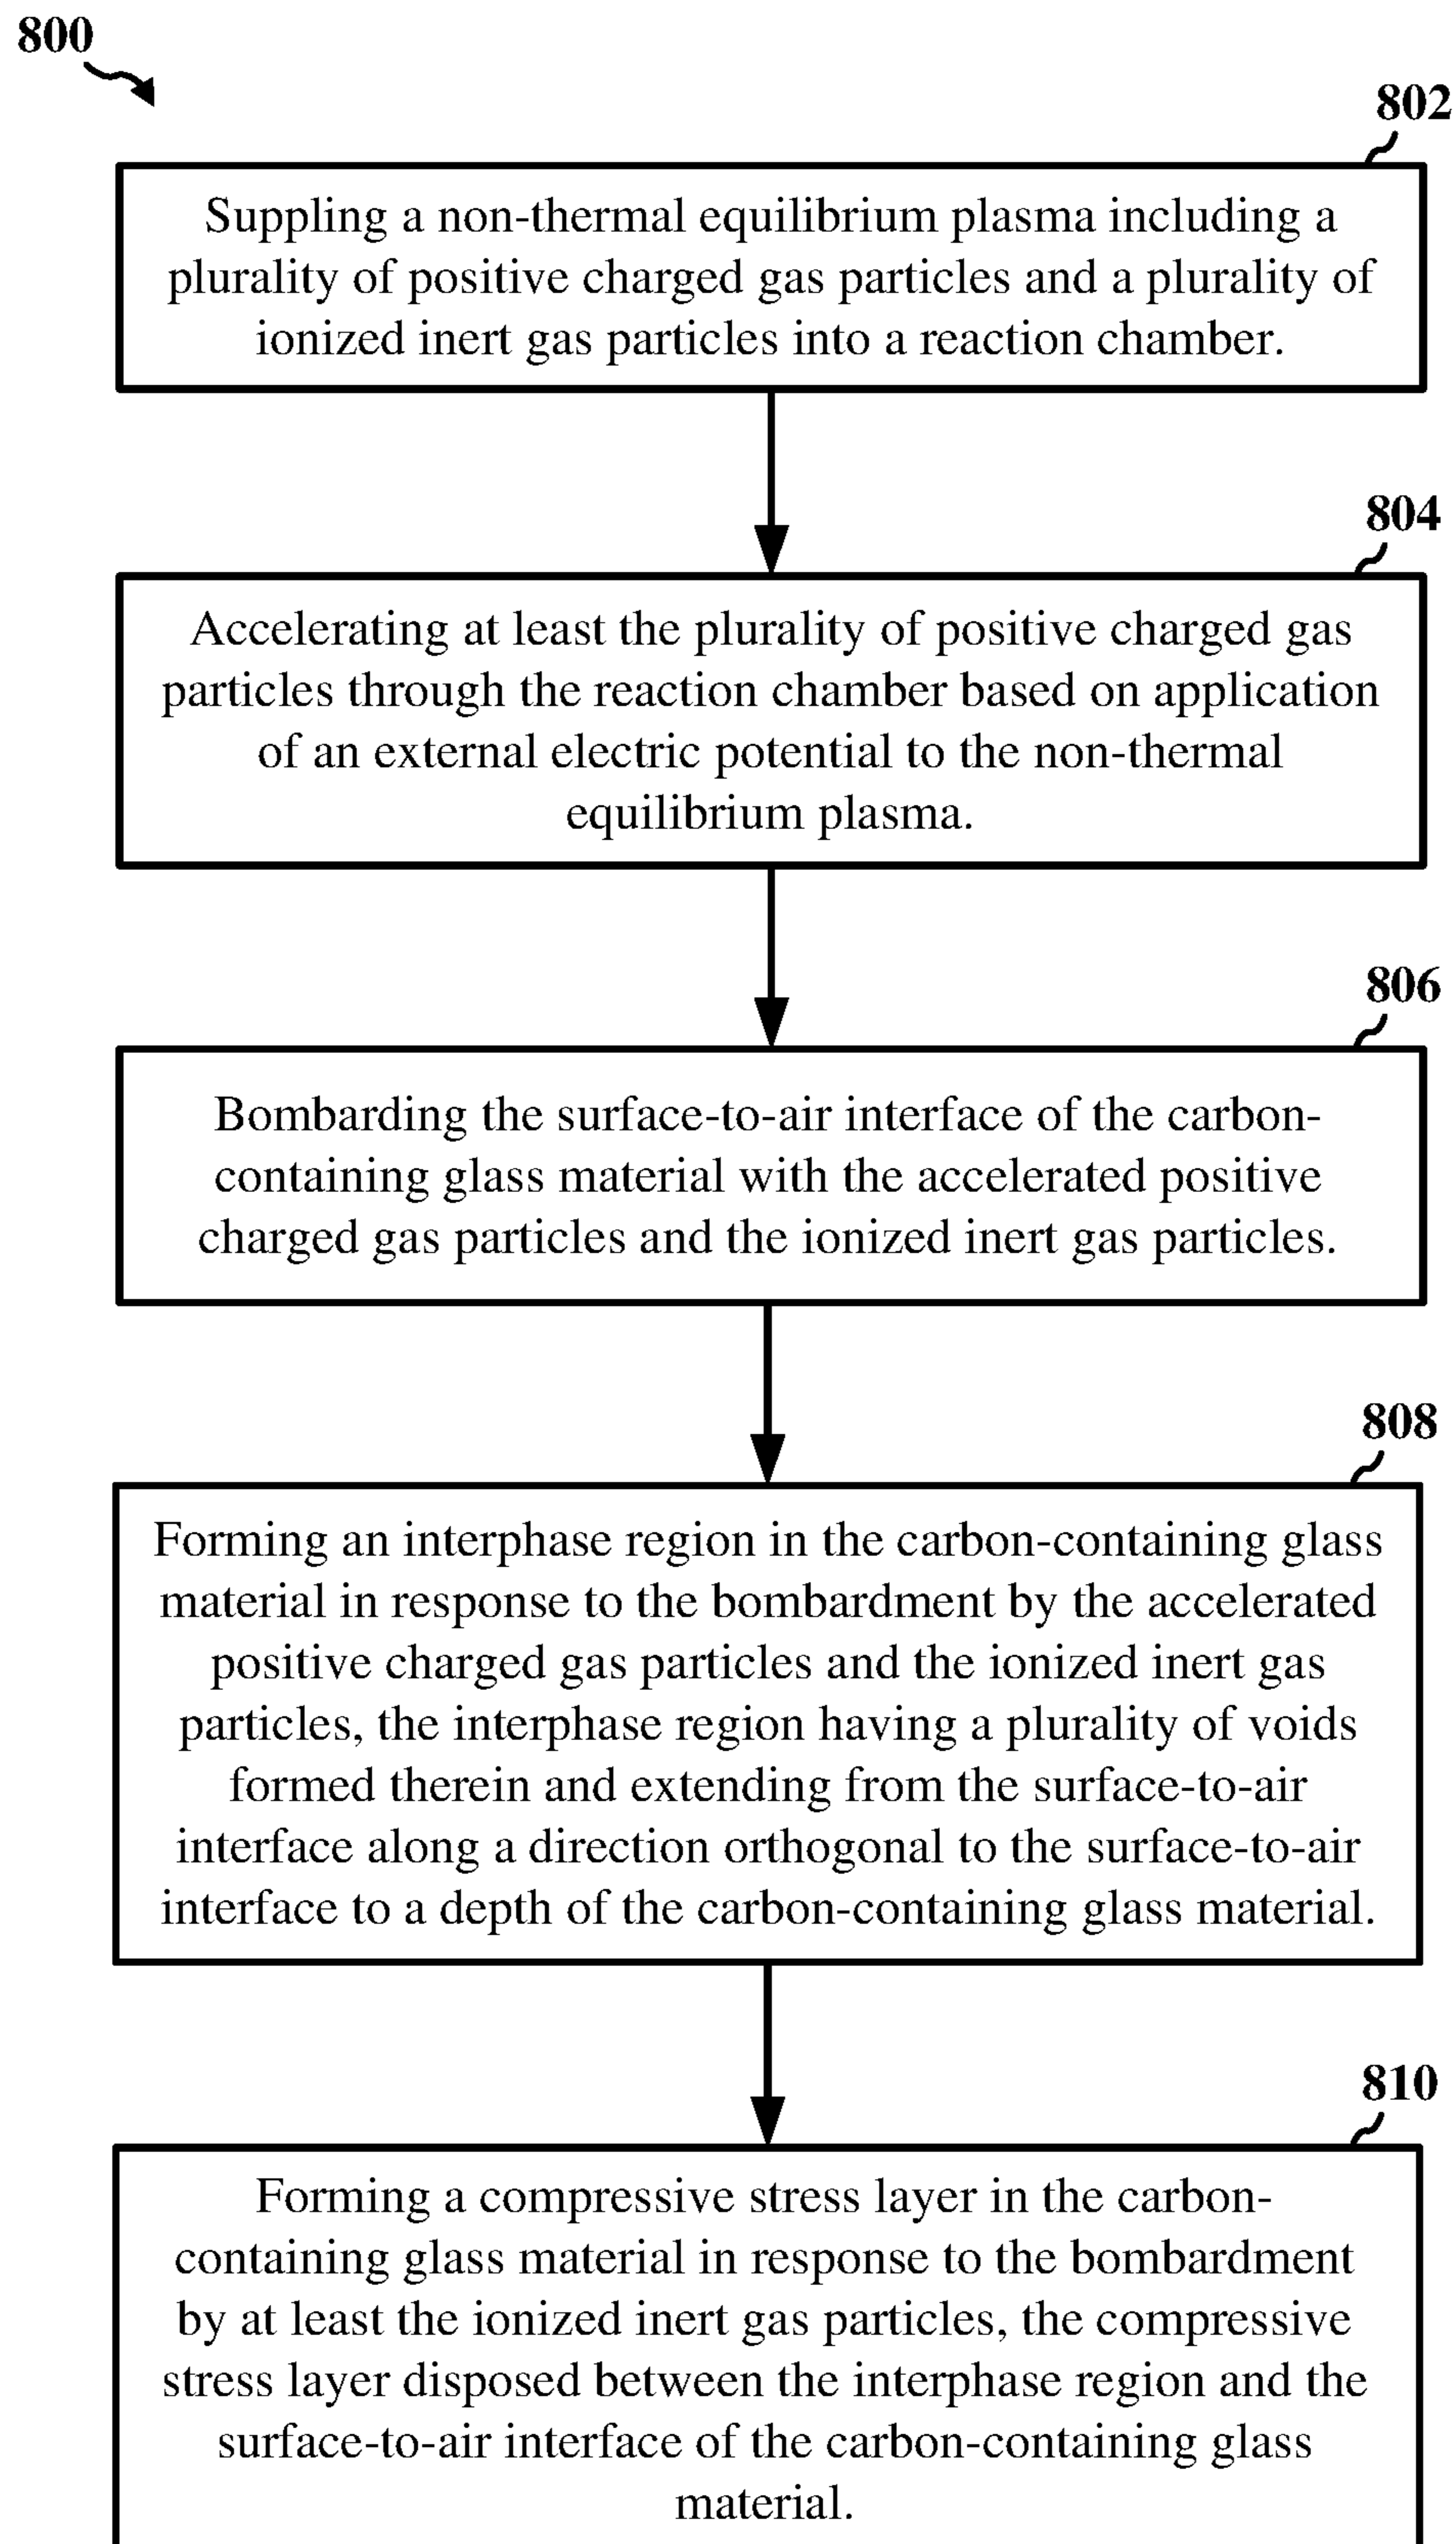 800
802
Suppling a non-thermal equilibrium plasma including a
plurality of positive charged gas particles and a plurality of
ionized inert gas particles into a reaction chamber.
804
Accelerating at least the plurality of positive charged gas
particles through the reaction chamber based on application
of an external electric potential to the non-thermal
equilibrium plasma.
806
Bombarding the surface-to-air interface of the carbon-
containing glass material with the accelerated positive
charged gas particles and the ionized inert gas particles.
808
Forming an interphase region in the carbon-containing glass
material in response to the bombardment by the accelerated
positive charged gas particles and the ionized inert gas
particles, the interphase region having a plurality of voids
formed therein and extending from the surface-to-air
interface along a direction orthogonal to the surface-to-air
interface to a depth of the carbon-containing glass material.
810
Forming a compressive stress layer in the carbon-
containing glass material in response to the bombardment
by at least the ionized inert gas particles, the compressive
stress layer disposed between the interphase region and the
surface-to-air interface of the carbon-containing glass
material.